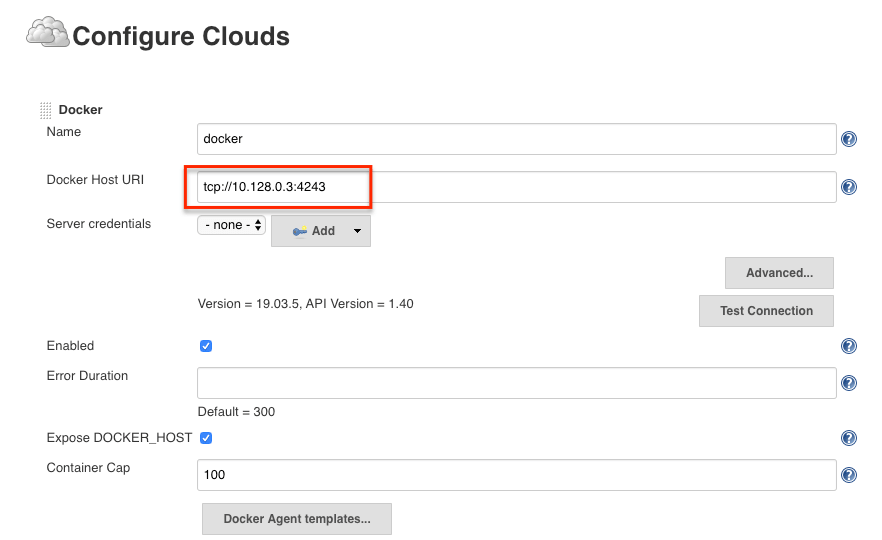 Configure Clouds
Docker
Name
docker
Docker Host URI
tcp://10.128.0.3:4243
Server credentials
- none -
Add
Advanced...
Version = 19.03.5, API Version = 1.40
Test Connection
Enabled
Error Duration
Default = 300
Expose DOCKER_HOST
Container Cap
100
Docker Agent templates...